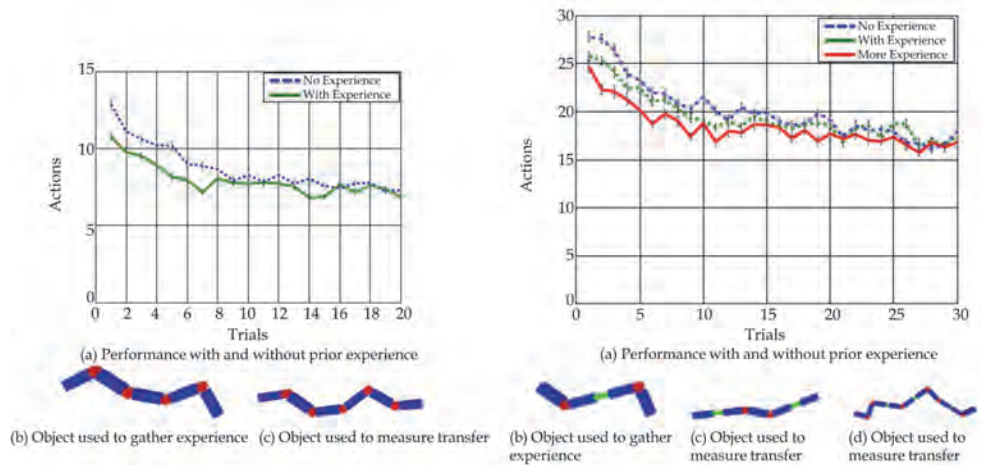 15
10
5
0
Actions
No Experience
With Experience
0 2 4 6 8 10 12 14 16 18 20
Trials
(a) Performance with and without prior experience
(b) Object used to gather experience
(c) Object used to measure transfer
30
25
20
15
10
5
0
Actions
No Experience
With Experience
More Experience
0 5 10 15 20 25 30
Trials
(a) Performance with and without prior experience
(b) Object used to gather
experience
(c) Object used to
measure transfer
(d) Object used to
measure transfer